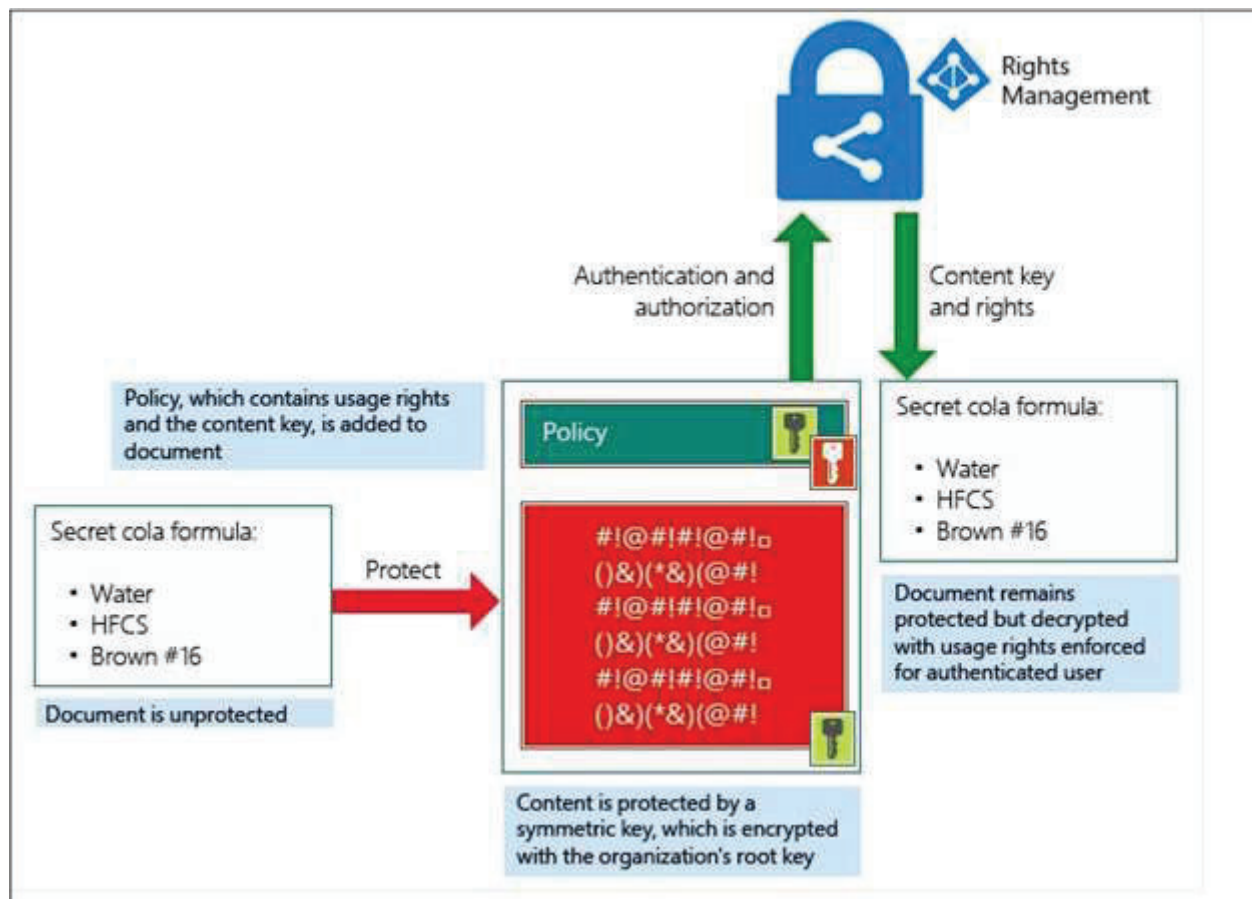 Rights
Management
Authentication and
authorization
Content key
and rights
Policy, which contains usage rights
and the content key, is added to
document
Policy
Secret cola formula:
• Water
• HFCS
• Brown #16
Secret cola formula:
• Water
• HFCS
• Brown #16
Protect
#!@#!#!@#!□
()&)(*&)(@#!
#!@#!#!@#!□
()&)(*&)(@#!
#!@#!#!@#!□
()&)(*&)(@#!
Document remains
protected but decrypted
with usage rights enforced
for authenticated user
Document is unprotected
Content is protected by a
symmetric key, which is encrypted
with the organization's root key